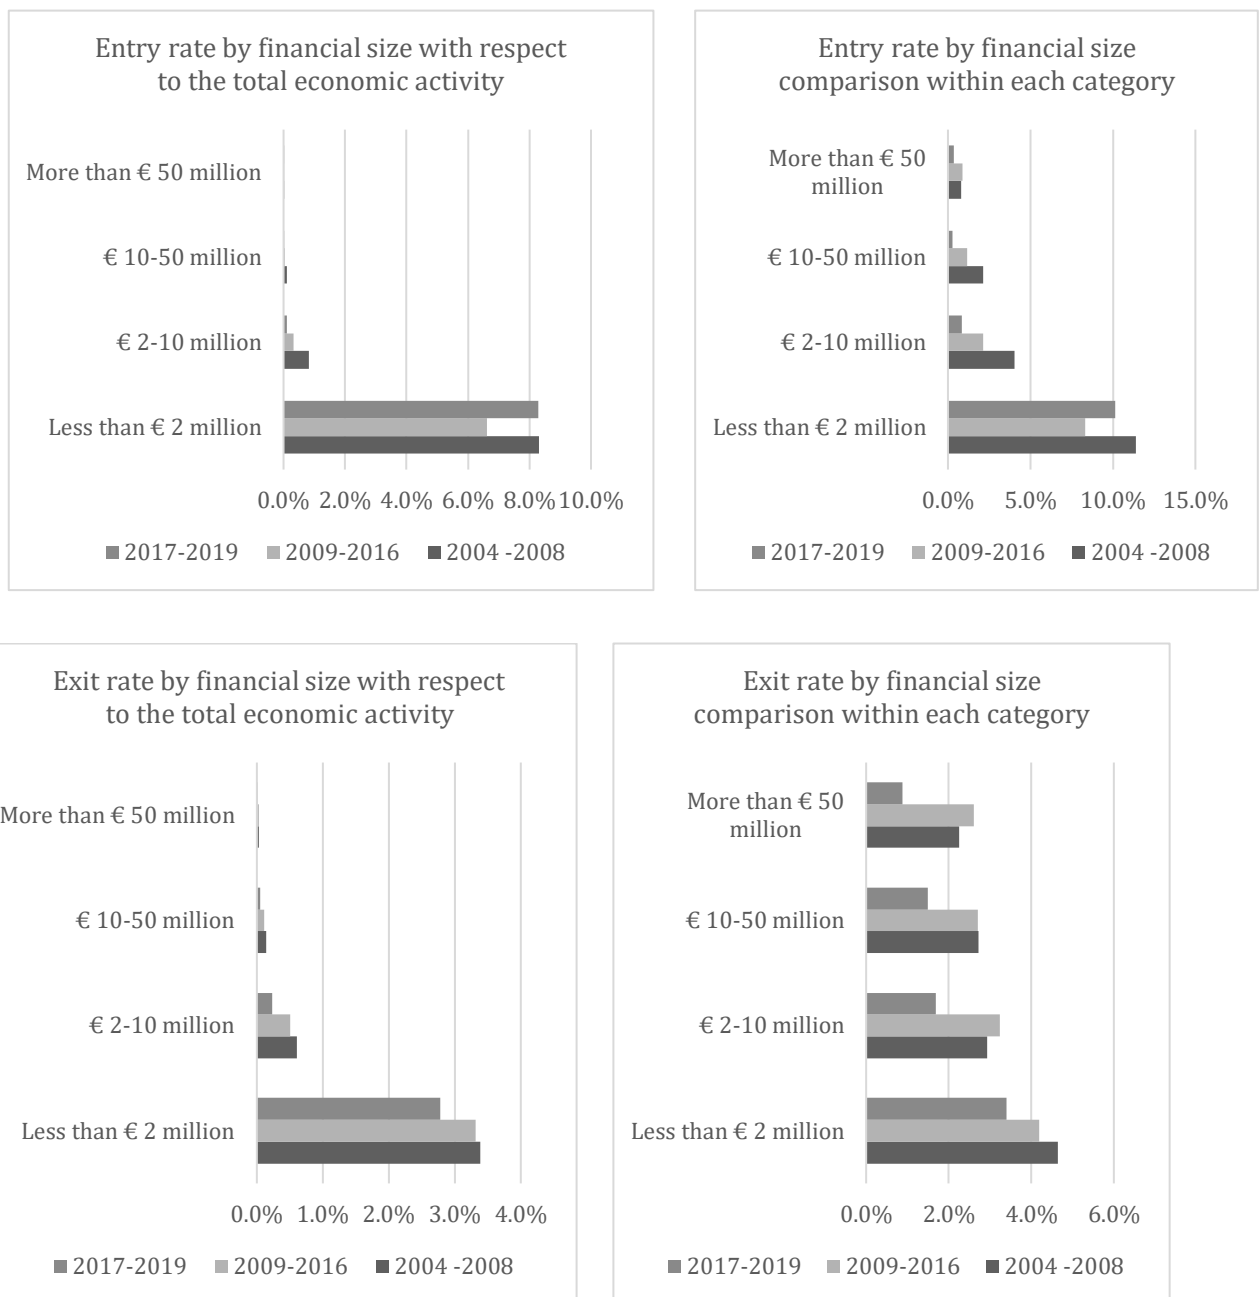 Entry rate by financial size with respect
to the total economic activity
More than € 50 million
€ 10-50 million
€ 2-10 million
Less than € 2 million
0.0% 2.0% 4.0% 6.0% 8.0% 10.0%
2017-2019 2009-2016 2004 -2008
Entry rate by financial size
comparison within each category
More than € 50
million
€ 10-50 million
€ 2-10 million
Less than € 2 million
0.0% 5.0% 10.0% 15.0%
2017-2019 2009-2016 2004 -2008
Exit rate by financial size with respect
to the total economic activity
More than € 50 million
€ 10-50 million
€ 2-10 million
Less than € 2 million
0.0% 1.0% 2.0% 3.0% 4.0%
2017-2019 2009-2016 2004 -2008
Exit rate by financial size
comparison within each category
More than € 50
million
€ 10-50 million
€ 2-10 million
Less than € 2 million
0.0% 2.0% 4.0% 6.0%
2017-2019 2009-2016 2004 -2008